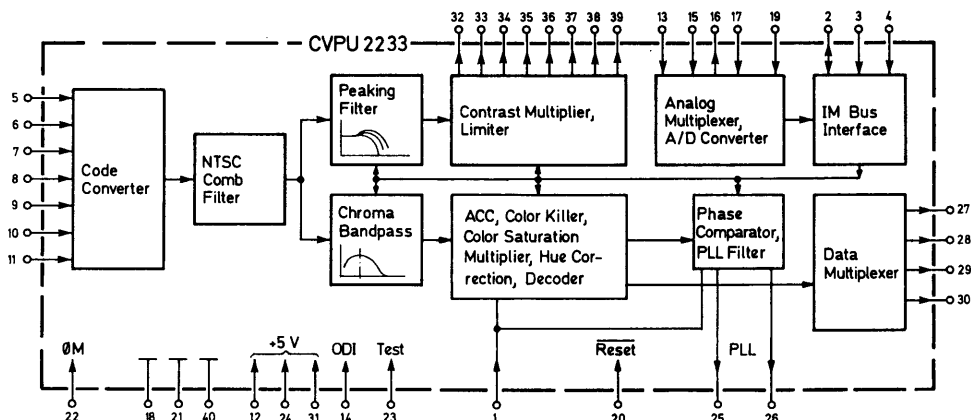 32 33 34 35 36 37 38 39 13 15 16 17 19 2 3 4
CVPU 2233
5
6
7
8
9
10
11
Code
Converter
NTSC
Comb
Filter
Peaking
Filter
Contrast Multiplier,
Limiter
Analog
Multiplexer,
A/D Converter
IM Bus
Interface
Chroma
Bandpass
ACC, Color Killer,
Color Saturation
Multiplier, Hue Cor-
rection, Decoder
Phase
Comparator,
PLL Filter
Data
Multiplexer
27
28
29
30
ØM
+5 V
ODI
Test
Reset
PLL
22 18 21 40 12 24 31 14 23 1 20 25 26